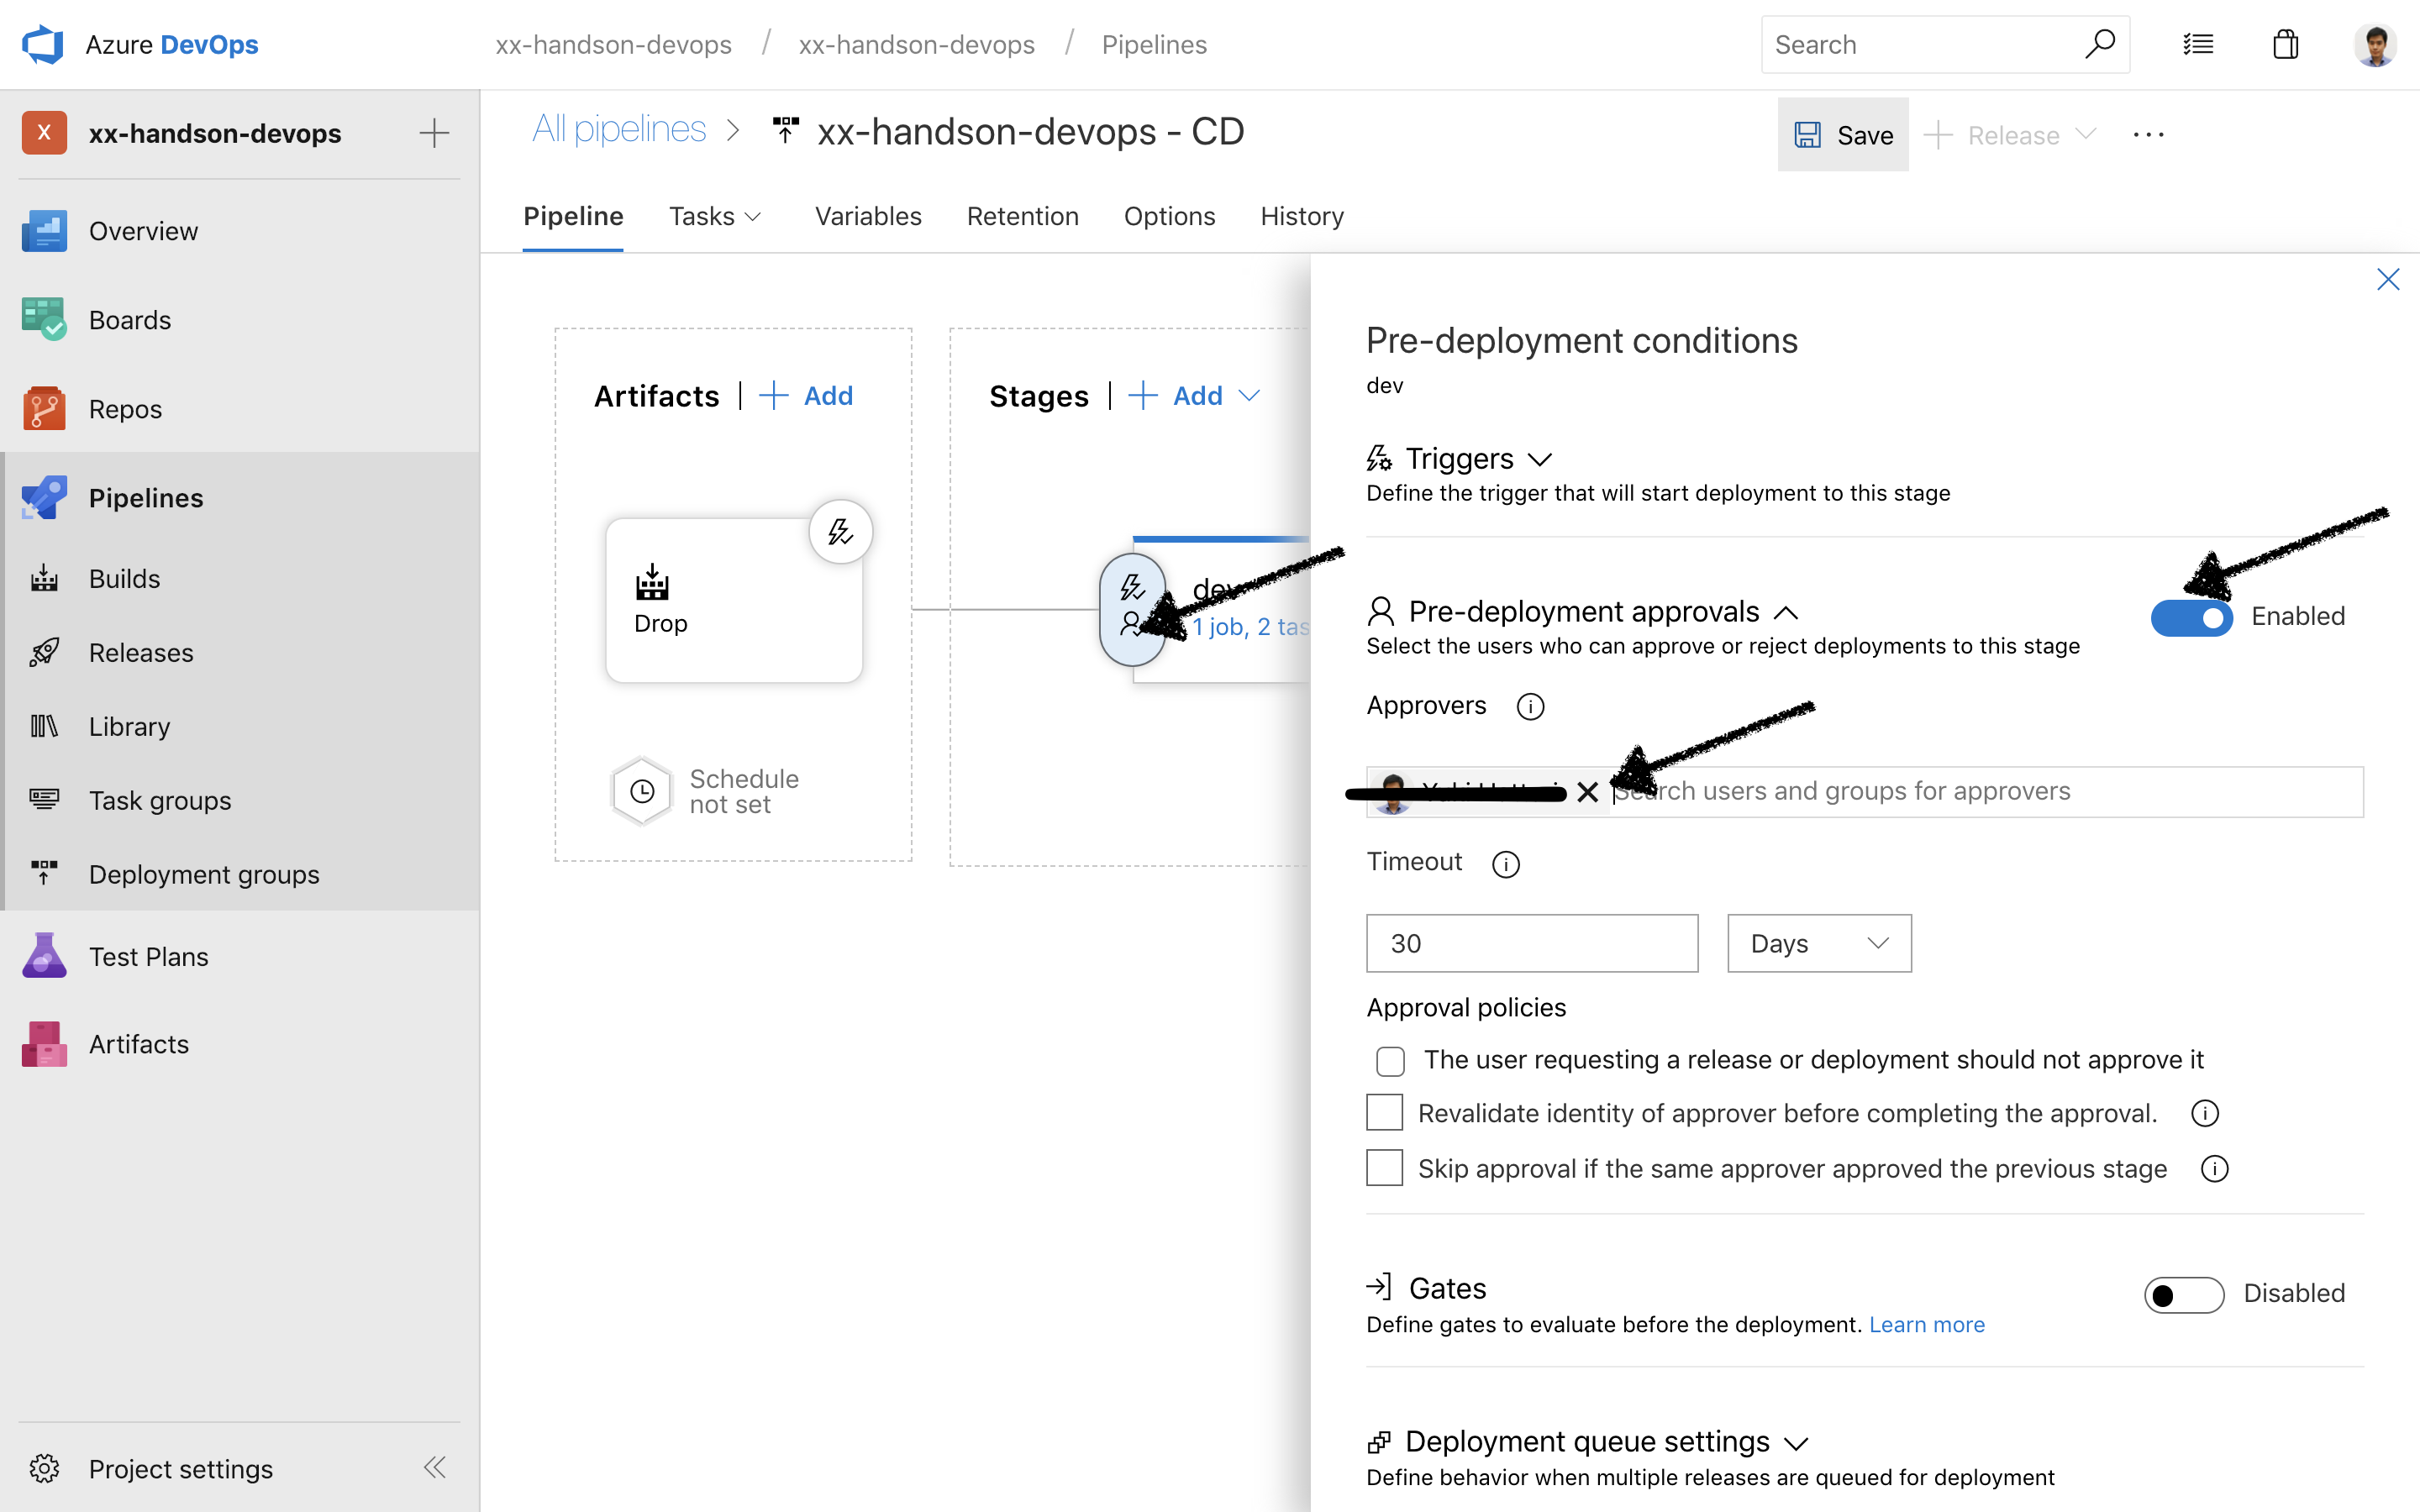 Azure DevOps
xx-handson-devops / xx-handson-devops / Pipelines
Search
X
xx-handson-devops
Overview
Boards
Repos
Pipelines
Builds
Releases
Library
Task groups
Deployment groups
Test Plans
Artifacts
Project settings
All pipelines > xx-handson-devops - CD
Save
Release
Pipeline Tasks Variables Retention Options History
Artifacts | + Add
Drop
Schedule
not set
Stages | + Add
dev
1 job, 2 tas
Pre-deployment conditions
dev
Triggers
Define the trigger that will start deployment to this stage
Pre-deployment approvals
Enabled
Select the users who can approve or reject deployments to this stage
Approvers
Search users and groups for approvers
Timeout
30
Days
Approval policies
The user requesting a release or deployment should not approve it
Revalidate identity of approver before completing the approval.
Skip approval if the same approver approved the previous stage
Gates
Disabled
Define gates to evaluate before the deployment. Learn more
Deployment queue settings
Define behavior when multiple releases are queued for deployment